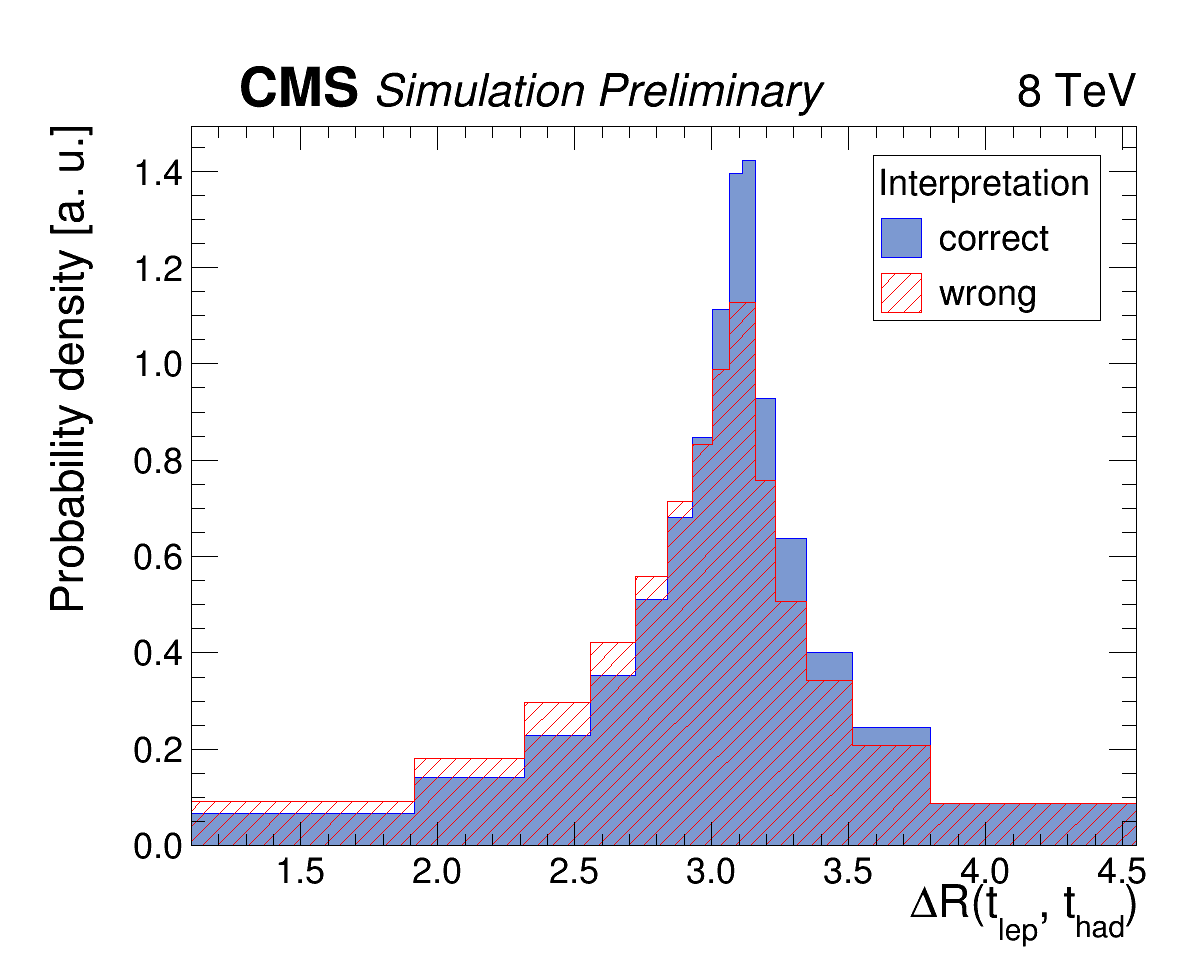 CMS Simulation Preliminary 8 TeV
Probability density [a. u.]
1.4
1.2
1.0
0.8
0.6
0.4
0.2
0.0
Interpretation
correct
wrong
1.5 2.0 2.5 3.0 3.5 4.0 4.5
ΔR(t_lep, t_had)